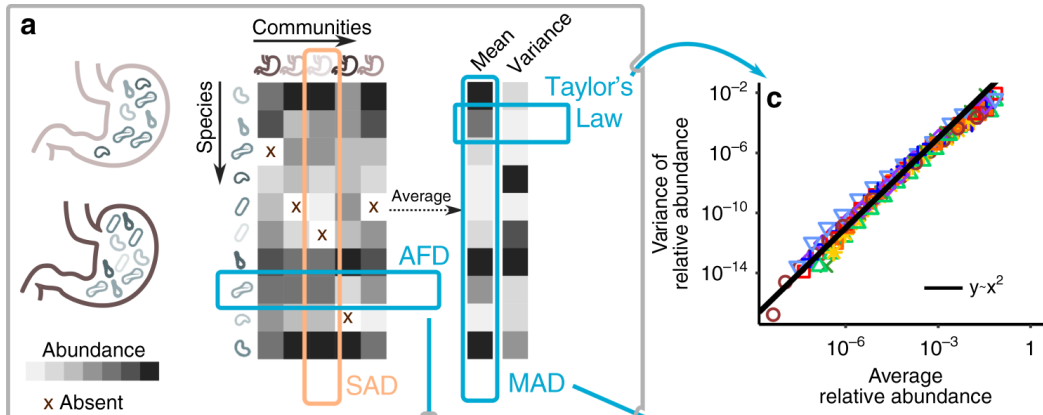 a
Communities
Species
Mean
Variance
Taylor's
Law
x
x
x
x
x
Average
AFD
SAD
MAD
Abundance
x Absent
c
Variance of
relative abundance
10⁻²
10⁻⁶
10⁻¹⁰
10⁻¹⁴
y~x²
10⁻⁶
10⁻³
1
Average
relative abundance